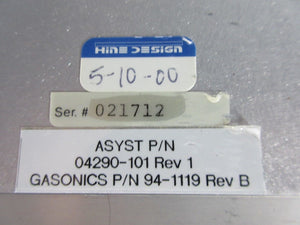 HINE DESIGN
5-10-00
Ser. # 021712
ASYST P/N
04290-101 Rev 1
GASONICS P/N 94-1119 Rev B